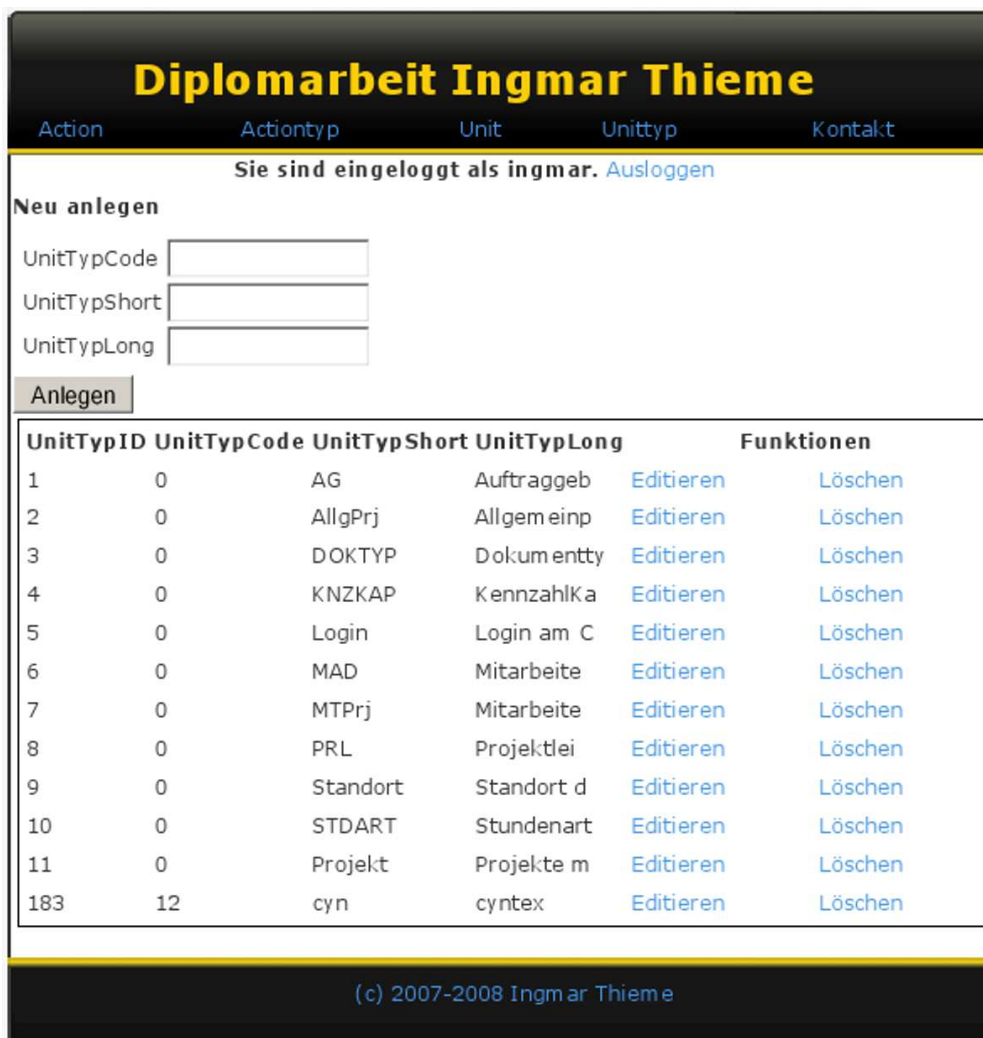 Diplomarbeit Ingmar Thieme
Action Actiontyp Unit Unittyp Kontakt
Sie sind eingeloggt als ingmar. Ausloggen
Neu anlegen
UnitTypCode
UnitTypShort
UnitTypLong
Anlegen
UnitTypID UnitTypCode UnitTypShort UnitTypLong Funktionen
1 0 AG Auftraggeb Editieren Löschen
2 0 AllgPrj Allgemeinp Editieren Löschen
3 0 DOKTYP Dokumentty Editieren Löschen
4 0 KNZKAP KennzahlKa Editieren Löschen
5 0 Login Login am C Editieren Löschen
6 0 MAD Mitarbeite Editieren Löschen
7 0 MTPrj Mitarbeite Editieren Löschen
8 0 PRL Projektlei Editieren Löschen
9 0 Standort Standort d Editieren Löschen
10 0 STDART Stundenart Editieren Löschen
11 0 Projekt Projekte m Editieren Löschen
183 12 cyn cyntex Editieren Löschen
(c) 2007-2008 Ingmar Thieme